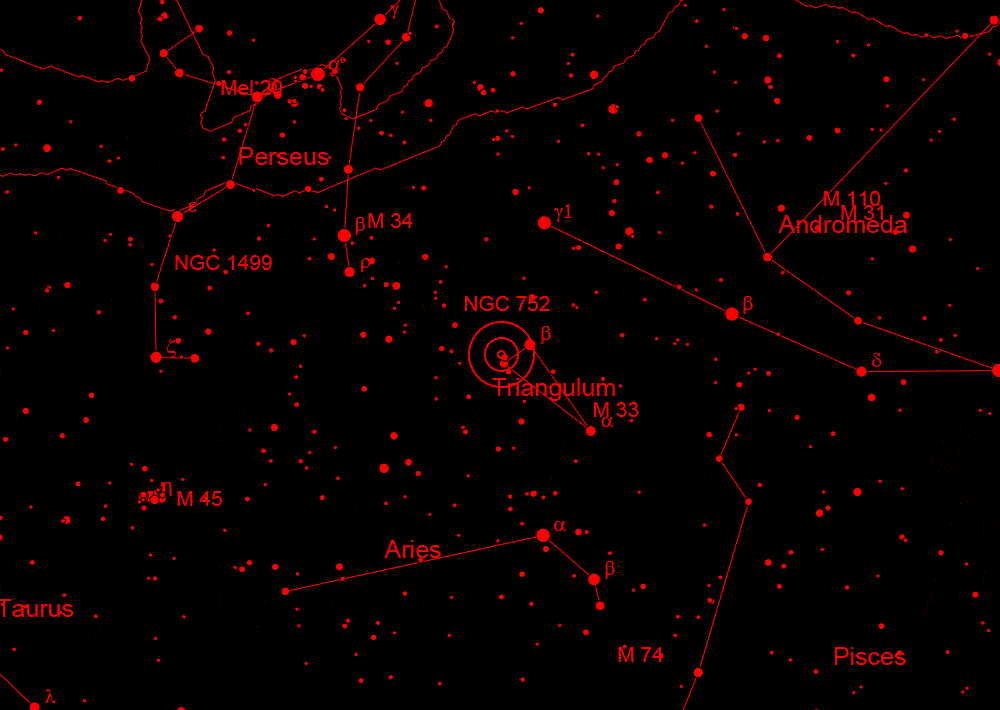 γ
α
Mel 20
δ
Perseus
ε
M 110
β M 34
γ1
M 31
Andromeda
ρ
NGC 1499
NGC 752
β
β
ζ
δ
Triangulum
M 33
α
η
M 45
α
Aries
β
Taurus
M 74
Pisces
λ